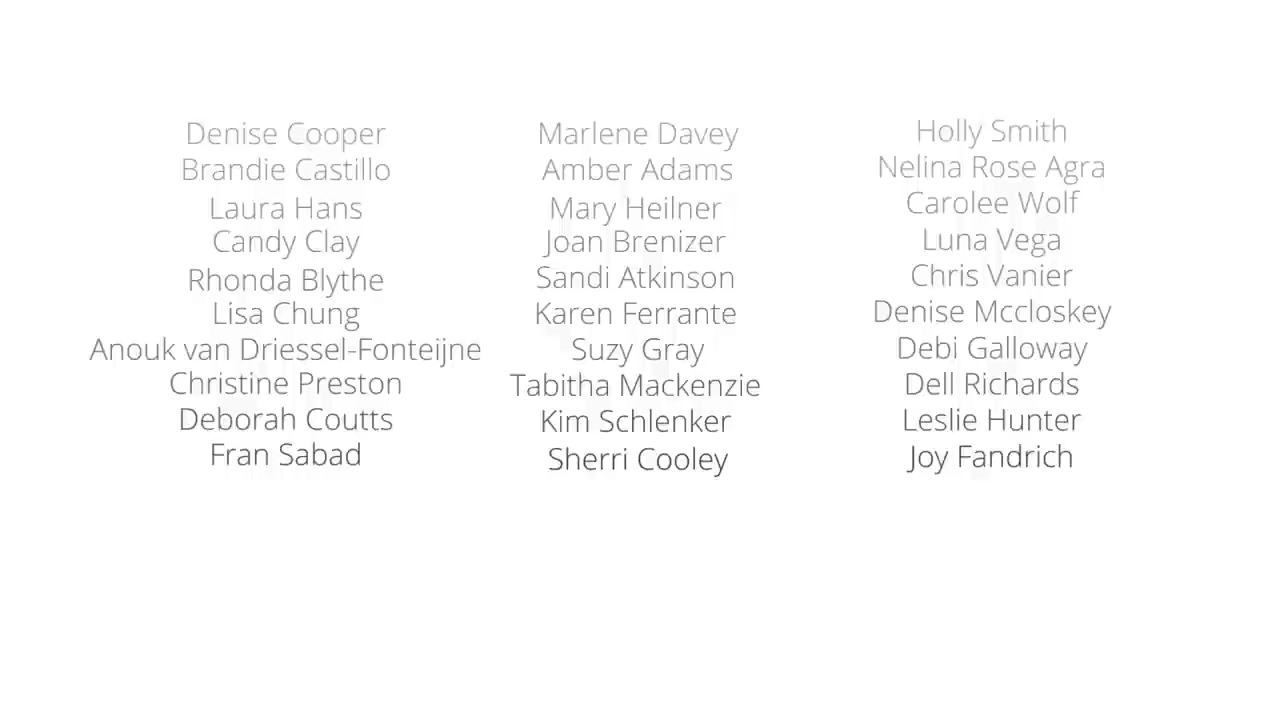 Denise Cooper
Brandie Castillo
Laura Hans
Candy Clay
Rhonda Blythe
Lisa Chung
Anouk van Driessel-Fonteijne
Christine Preston
Deborah Coutts
Fran Sabad
Marlene Davey
Amber Adams
Mary Heilner
Joan Brenizer
Sandi Atkinson
Karen Ferrante
Suzy Gray
Tabitha Mackenzie
Kim Schlenker
Sherri Cooley
Holly Smith
Nelina Rose Agra
Carolee Wolf
Luna Vega
Chris Vanier
Denise Mccloskey
Debi Galloway
Dell Richards
Leslie Hunter
Joy Fandrich